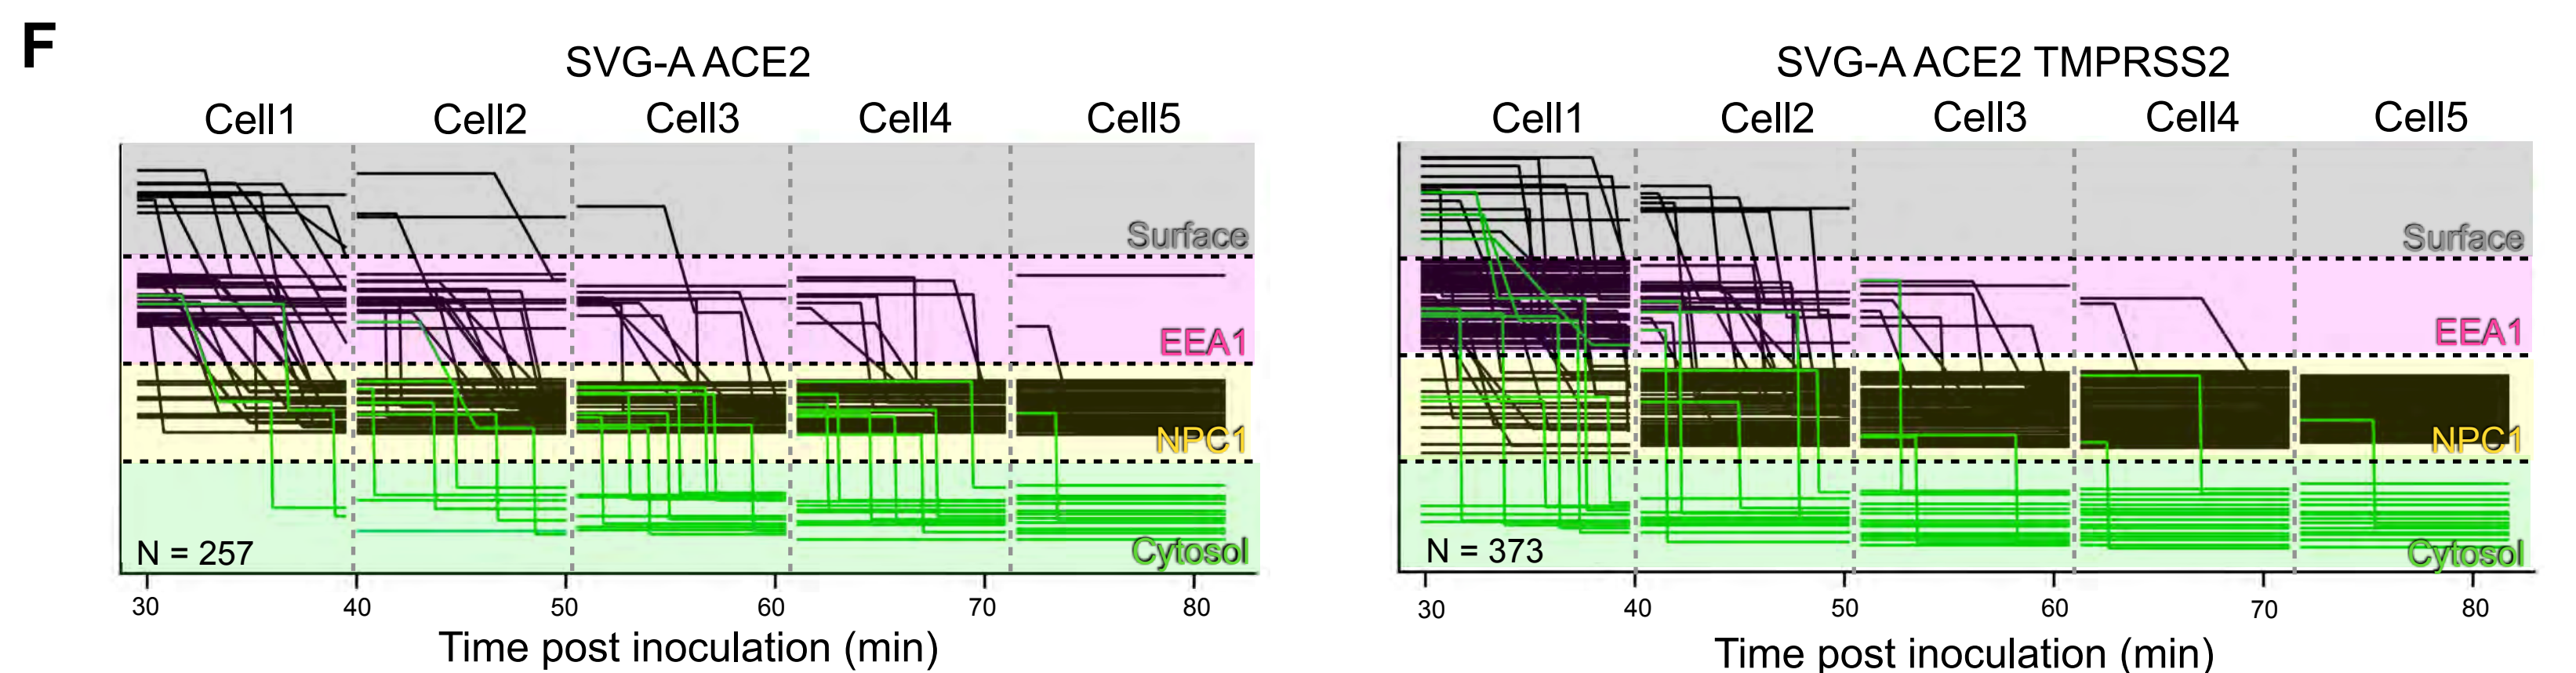 F
SVG-A ACE2
Cell1 Cell2 Cell3 Cell4 Cell5
Surface
EEA1
NPC1
Cytosol
N = 257
30 40 50 60 70 80
Time post inoculation (min)
SVG-A ACE2 TMPRSS2
Cell1 Cell2 Cell3 Cell4 Cell5
Surface
EEA1
NPC1
Cytosol
N = 373
30 40 50 60 70 80
Time post inoculation (min)